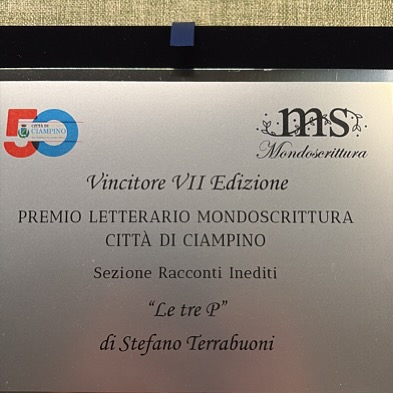 50
CITTÀ DI
CIAMPINO
ms
Mondoscrittura
Vincitore VII Edizione
PREMIO LETTERARIO MONDOSCRITTURA
CITTÀ DI CIAMPINO
Sezione Racconti Inediti
“Le tre P”
di Stefano Terrabuoni